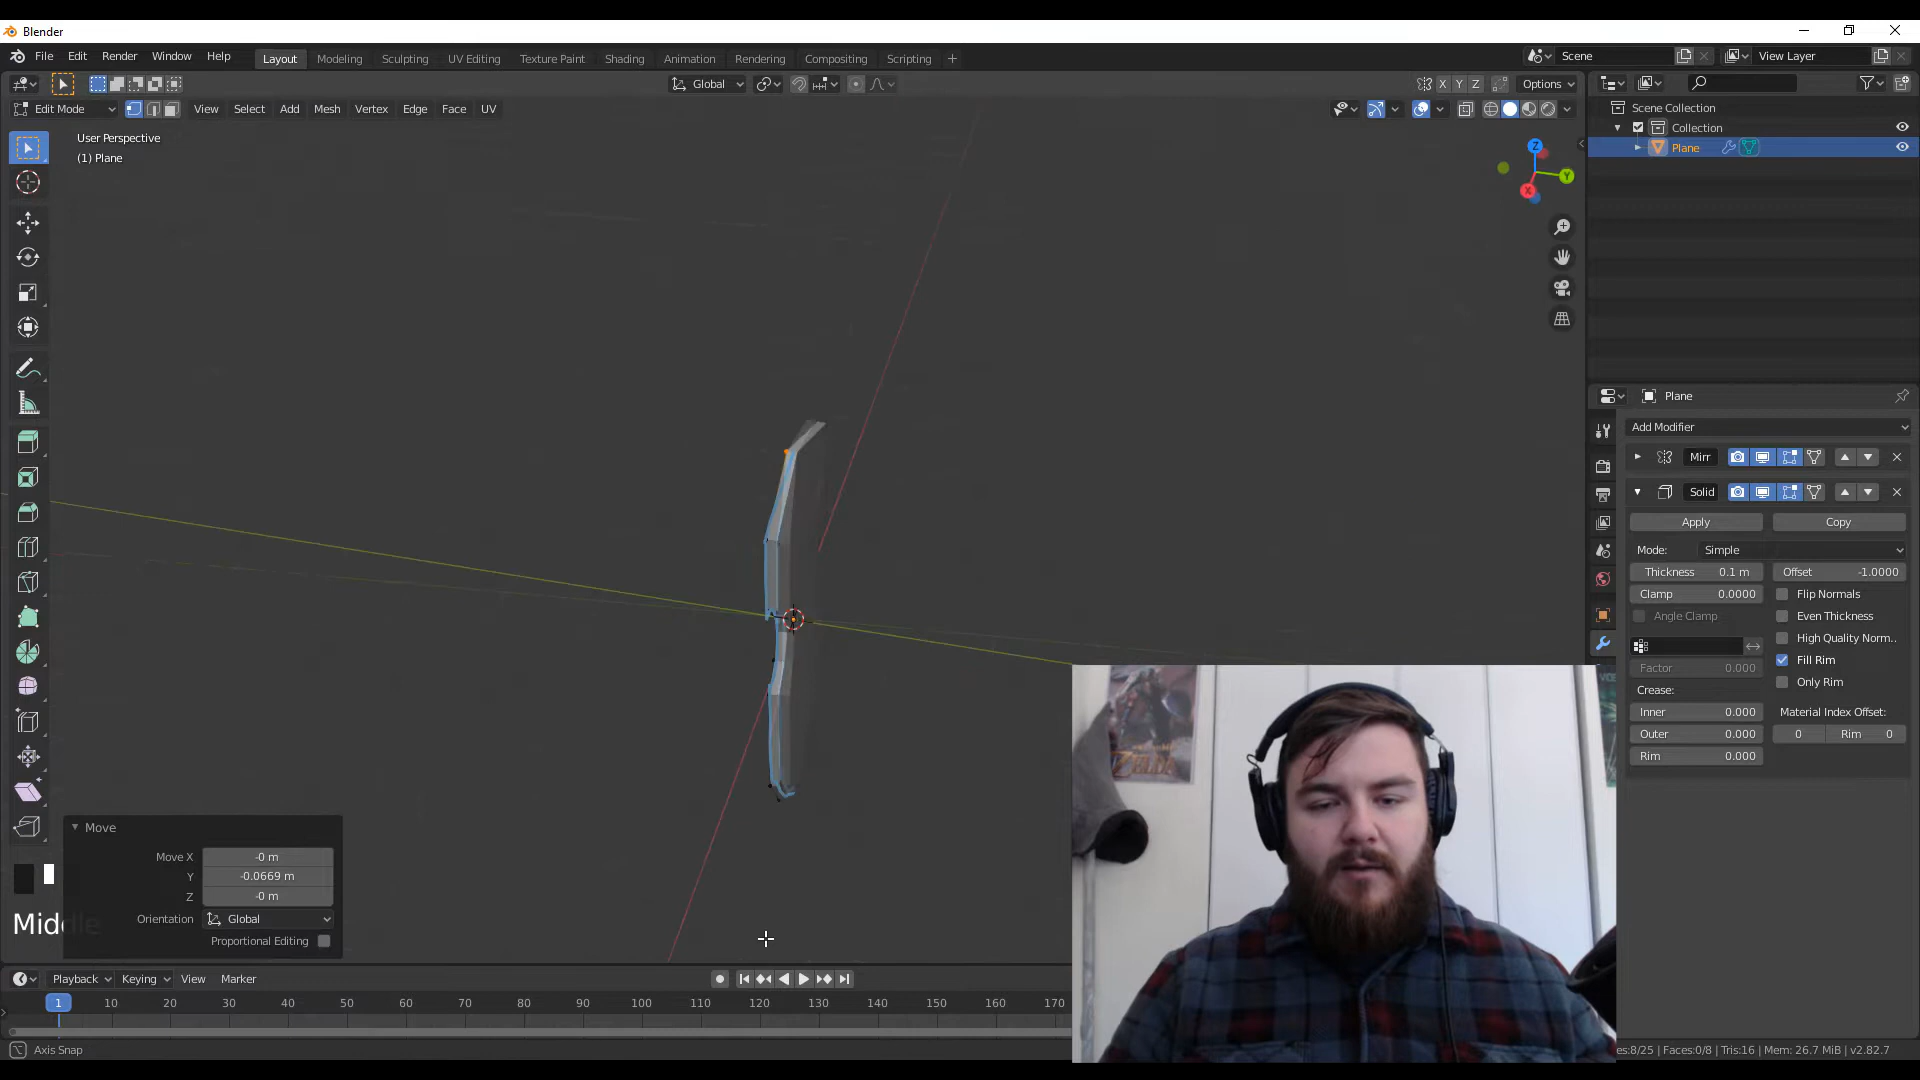 Blender
File Edit Render Window Help Layout Modeling Sculpting UV Editing Texture Paint Shading Animation Rendering Compositing Scripting + Scene View Layer
Global X Y Z Options
Edit Mode View Select Add Mesh Vertex Edge Face UV
User Perspective
(1) Plane
Z
Y
X
Scene Collection
Collection
Plane
Plane
Add Modifier
Mirr
Solid
Apply Copy
Mode: Simple
Thickness 0.1 m Offset -1.0000
Clamp 0.0000 Flip Normals
Angle Clamp Even Thickness
High Quality Norm..
Factor 0.000 Fill Rim
Crease: Only Rim
Inner 0.000 Material Index Offset:
Outer 0.000 0 Rim 0
Rim 0.000
ZELDA
Move
Move X -0 m
Y -0.0669 m
Z -0 m
Orientation Global
Proportional Editing
Playback Keying View Marker
1 10 20 30 40 50 60 70 80 90 100 110 120 130 140 150 160 170
Axis Snap
es:8/25 | Faces:0/8 | Tris:16 | Mem: 26.7 MiB | v2.82.7